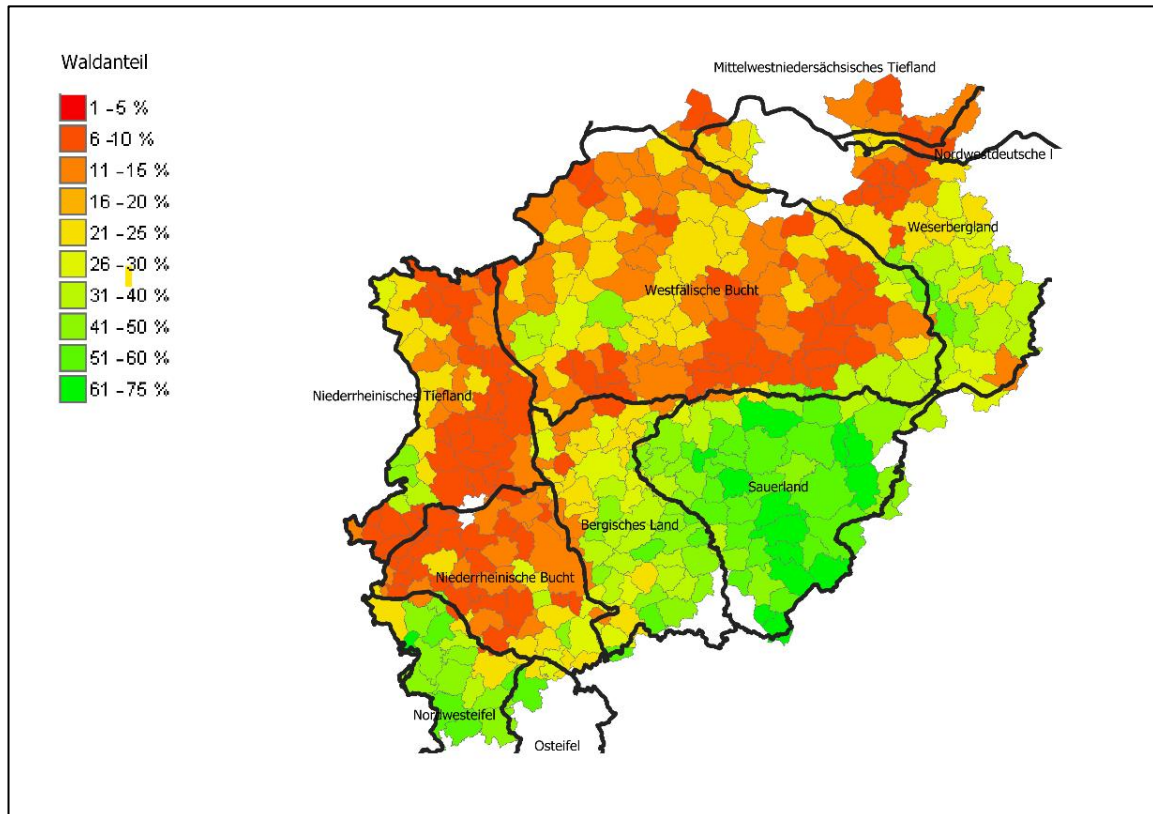 Waldanteil
1 -5 %
6 -10 %
11 -15 %
16 -20 %
21 -25 %
26 -30 %
31 -40 %
41 -50 %
51 -60 %
61 -75 %
Mittelwestniedersächsisches Tiefland
Nordwestdeutsche I
Weserbergland
Westfälische Bucht
Niederrheinisches Tiefland
Sauerland
Bergisches Land
Niederrheinische Bucht
Nordwesteifel
Osteifel